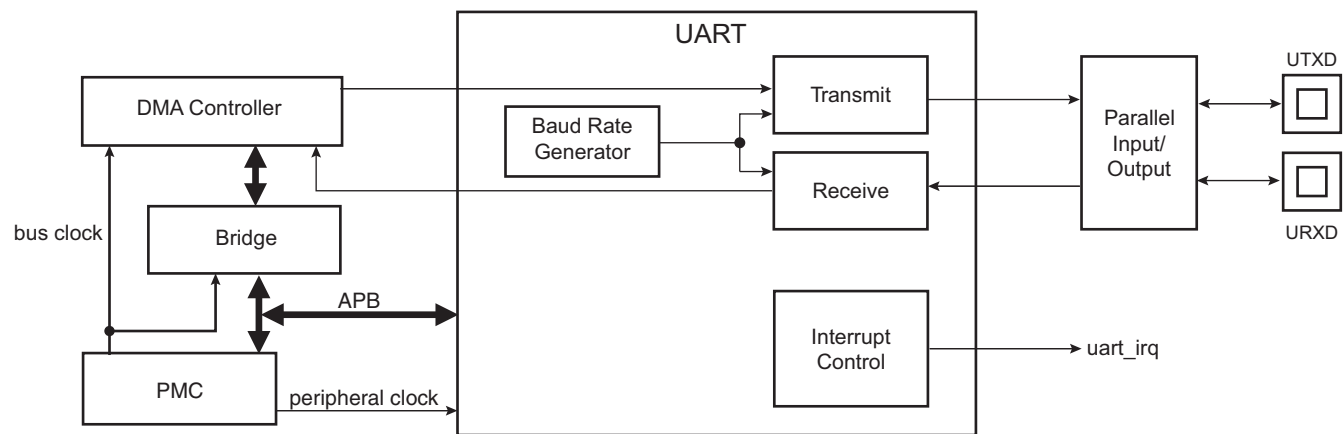 UART
UTXD
DMA Controller
Transmit
Baud Rate
Generator
Parallel
Input/
Output
Receive
bus clock
Bridge
URXD
APB
Interrupt
Control
uart_irq
PMC
peripheral clock